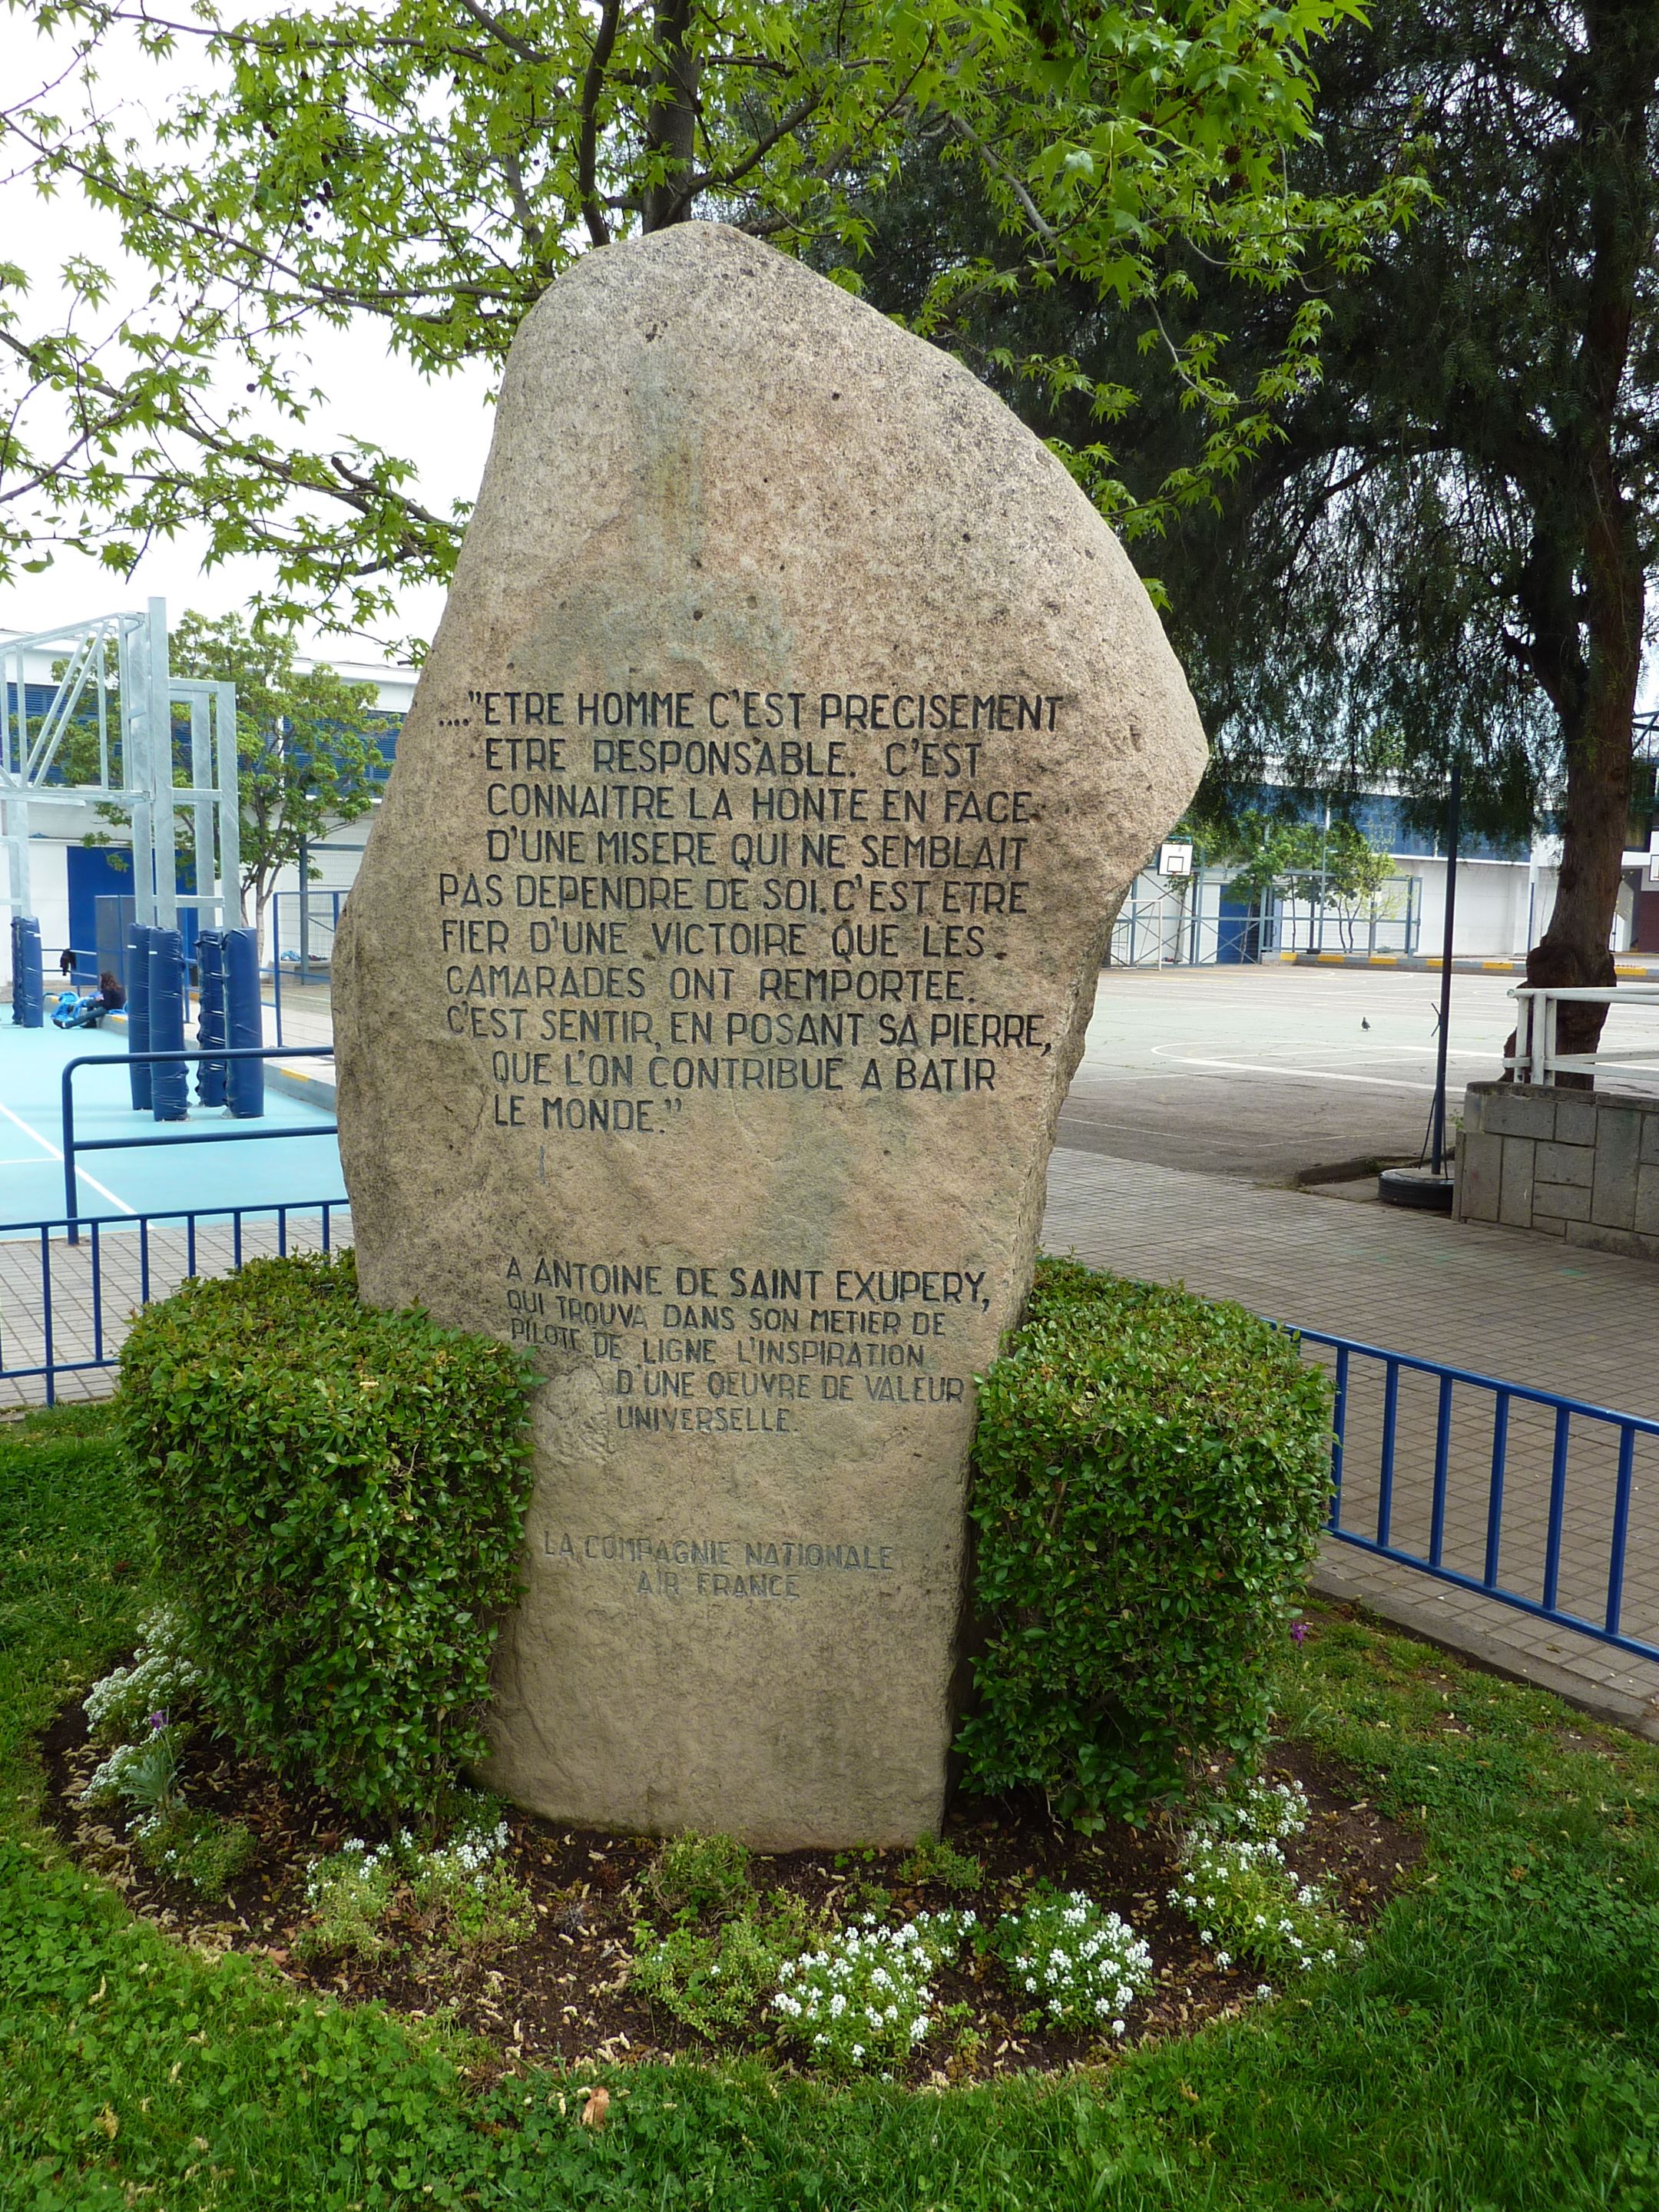 ...."ETRE HOMME C'EST PRECISEMENT
ETRE RESPONSABLE. C'EST
CONNAITRE LA HONTE EN FACE
D'UNE MISERE QUI NE SEMBLAIT
PAS DEPENDRE DE SOI. C'EST ETRE
FIER D'UNE VICTOIRE QUE LES
CAMARADES ONT REMPORTEE.
C'EST SENTIR, EN POSANT SA PIERRE,
QUE L'ON CONTRIBUE A BATIR
LE MONDE."
A ANTOINE DE SAINT EXUPERY,
QUI TROUVA DANS SON METIER DE
PILOTE DE LIGNE L'INSPIRATION
D'UNE OEUVRE DE VALEUR
UNIVERSELLE.
LA COMPAGNIE NATIONALE
AIR FRANCE